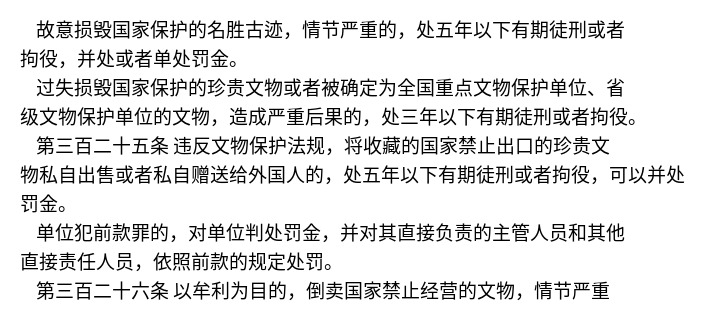 故意损毁国家保护的名胜古迹，情节严重的，处五年以下有期徒刑或者
拘役，并处或者单处罚金。
过失损毁国家保护的珍贵文物或者被确定为全国重点文物保护单位、省
级文物保护单位的文物，造成严重后果的，处三年以下有期徒刑或者拘役。
第三百二十五条 违反文物保护法规，将收藏的国家禁止出口的珍贵文
物私自出售或者私自赠送给外国人的，处五年以下有期徒刑或者拘役，可以并处
罚金。
单位犯前款罪的，对单位判处罚金，并对其直接负责的主管人员和其他
直接责任人员，依照前款的规定处罚。
第三百二十六条 以牟利为目的，倒卖国家禁止经营的文物，情节严重